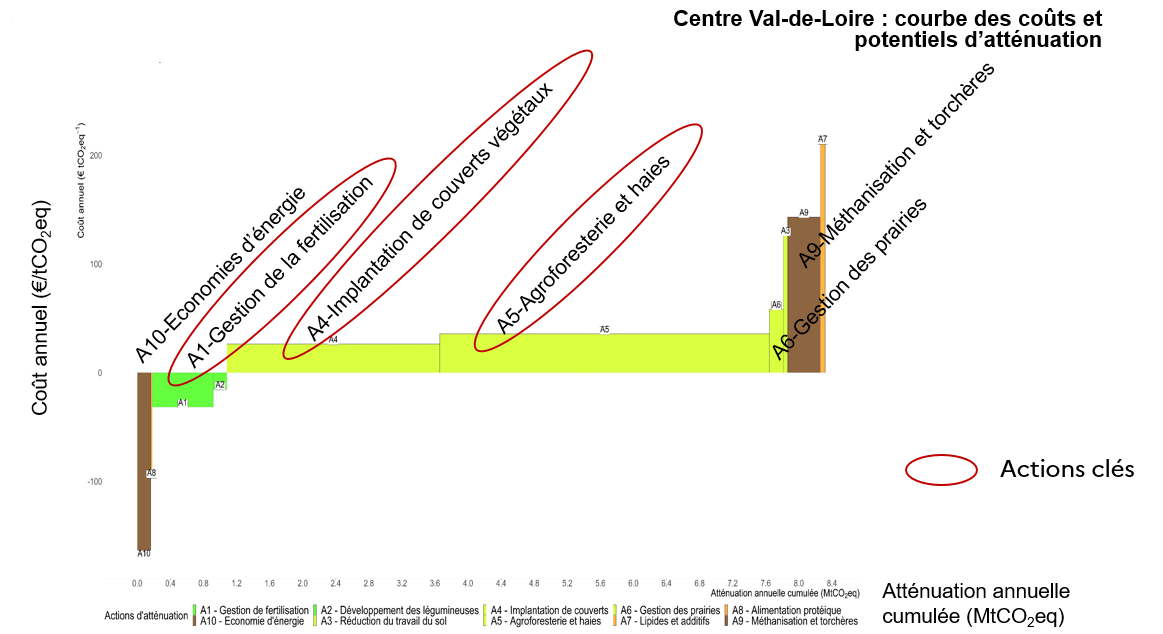 Centre Val-de-Loire : courbe des coûts et
potentiels d'atténuation
Coût annuel (€/tCO₂eq)
Coût annuel (€ tCO2eq⁻¹)
200
100
0
-100
A10-Economies d'énergie
A1-Gestion de la fertilisation
A4-Implantation de couverts végétaux
A5-Agroforesterie et haies
A6-Gestion des prairies
A9-Méthanisation et torchères
A10
A8
A1
A2
A4
A5
A6
A3
A9
A7
Actions clés
0.0 0.4 0.8 1.2 1.6 2.0 2.4 2.8 3.2 3.6 4.0 4.4 4.8 5.2 5.6 6.0 6.4 6.8 7.2 7.6 8.0 8.4
Atténuation annuelle cumulée (MtCO₂eq)
Atténuation annuelle
cumulée (MtCO₂eq)
Actions d'atténuation
A1 - Gestion de fertilisation A2 - Développement des légumineuses A4 - Implantation de couverts A6 - Gestion des prairies A8 - Alimentation protéique
A10 - Economie d'énergie A3 - Réduction du travail du sol A5 - Agroforesterie et haies A7 - Lipides et additifs A9 - Méthanisation et torchères